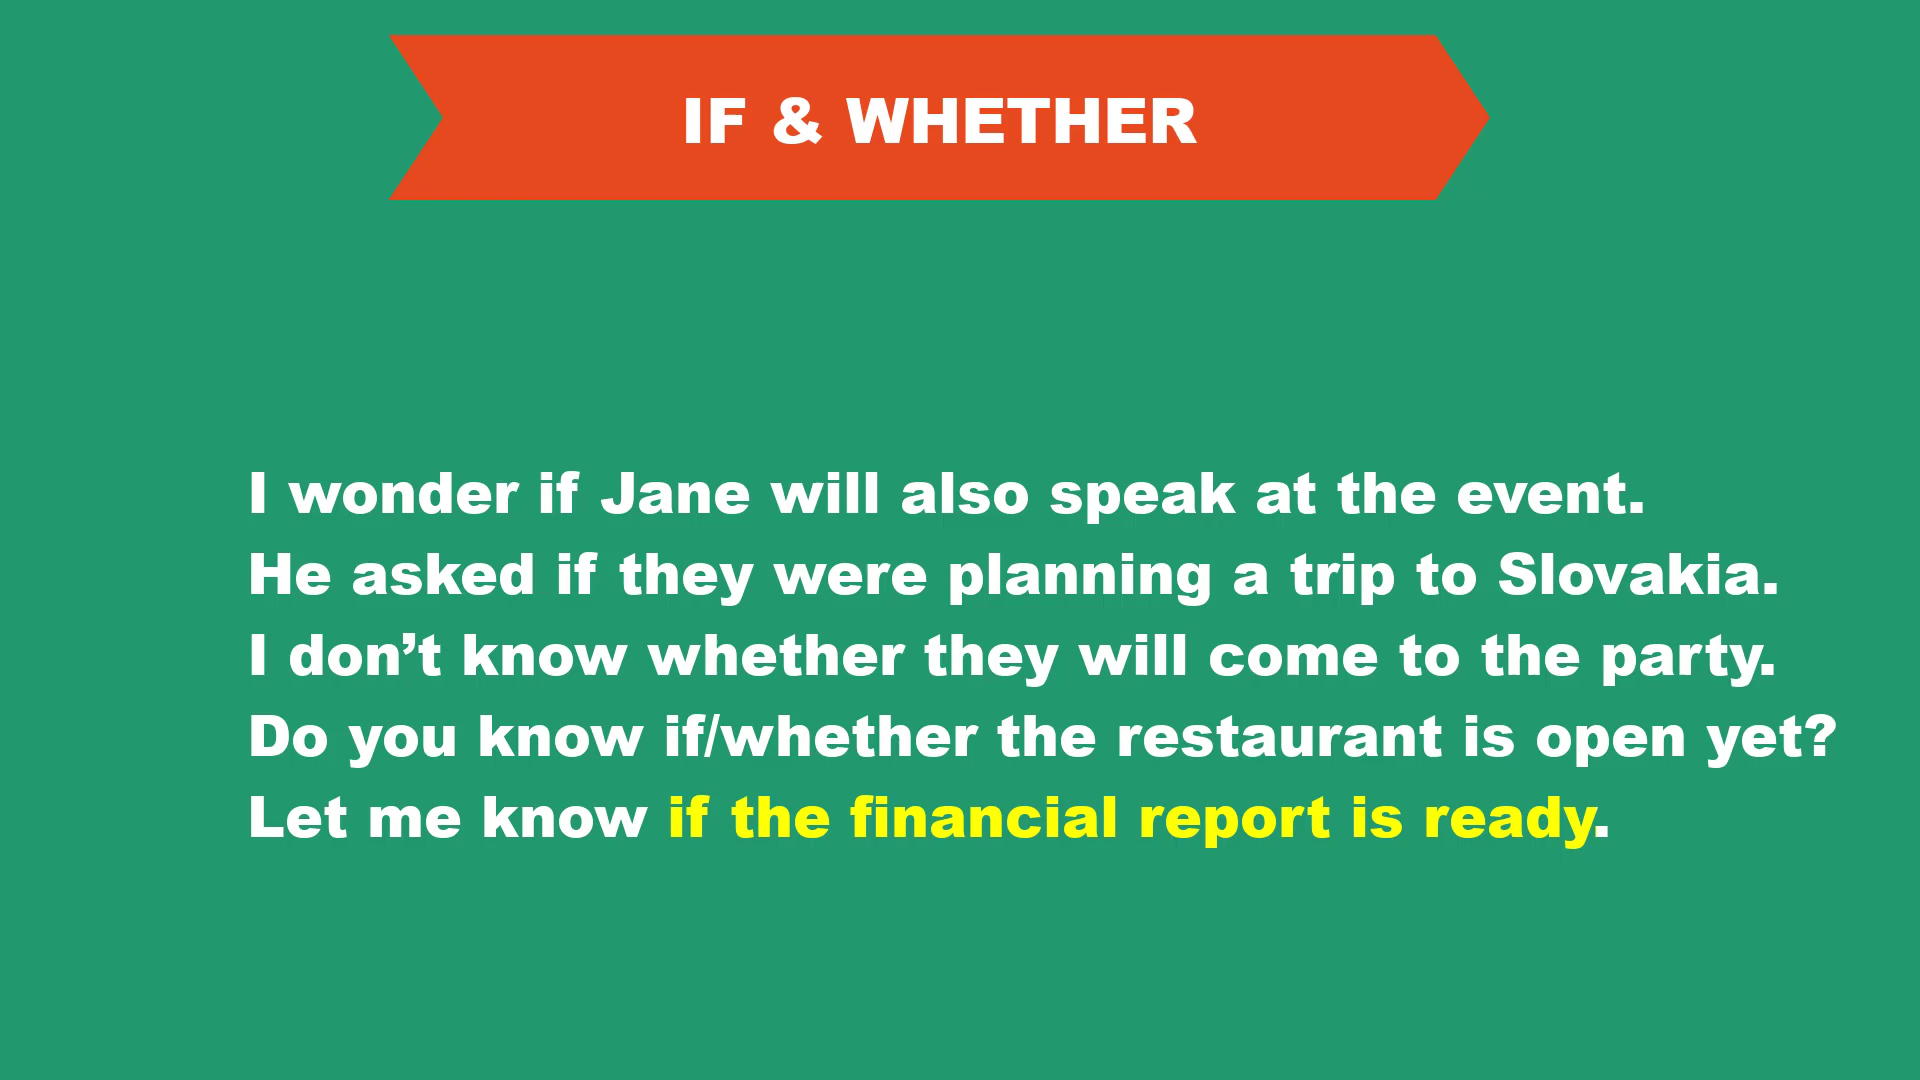 IF & WHETHER
I wonder if Jane will also speak at the event.
He asked if they were planning a trip to Slovakia.
I don’t know whether they will come to the party.
Do you know if/whether the restaurant is open yet?
Let me know if the financial report is ready.